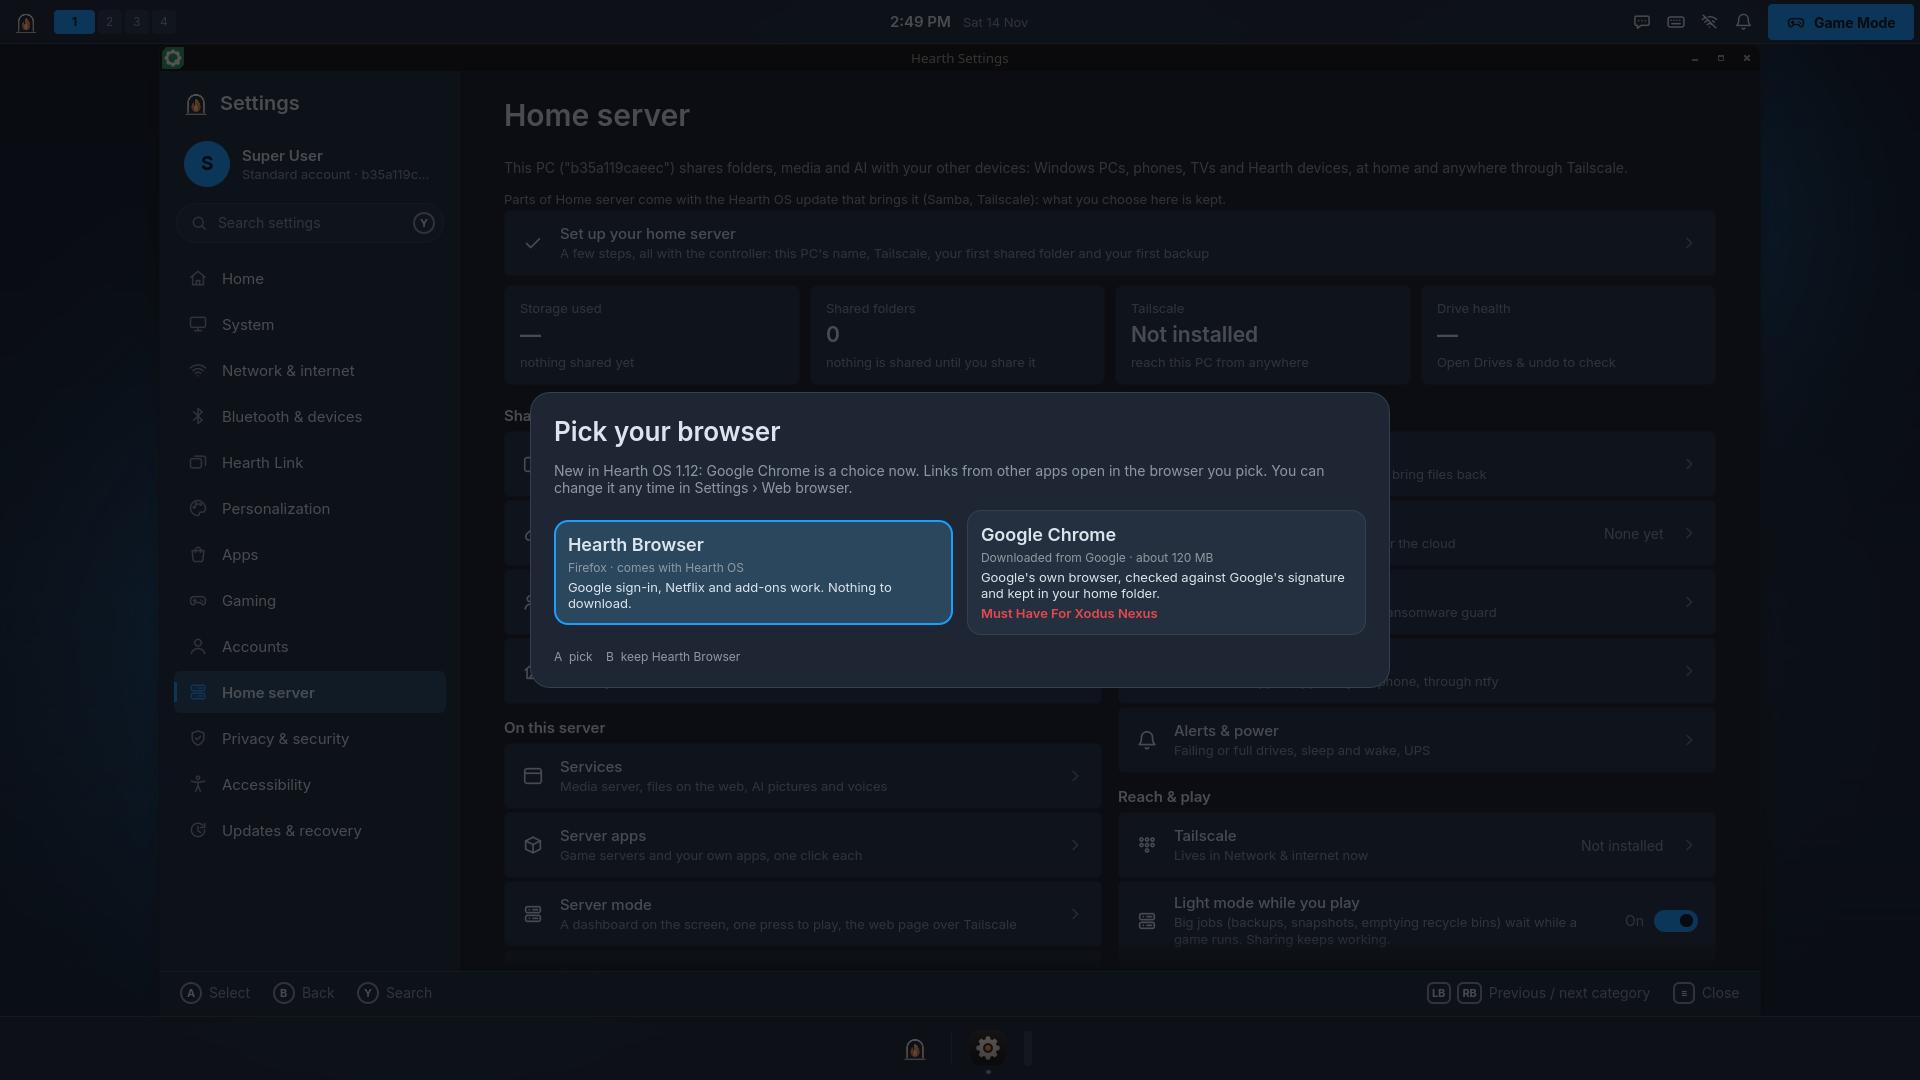 1 2 3 4
2:49 PM Sat 14 Nov
Game Mode
Hearth Settings
Settings
S
Super User
Standard account · b35a119c...
Search settings
Y
Home
System
Network & internet
Bluetooth & devices
Hearth Link
Personalization
Apps
Gaming
Accounts
Home server
Privacy & security
Accessibility
Updates & recovery
Home server
This PC ("b35a119caeec") shares folders, media and AI with your other devices: Windows PCs, phones, TVs and Hearth devices, at home and anywhere through Tailscale.
Parts of Home server come with the Hearth OS update that brings it (Samba, Tailscale): what you choose here is kept.
Set up your home server
A few steps, all with the controller: this PC's name, Tailscale, your first shared folder and your first backup
Storage used
—
nothing shared yet
Shared folders
0
nothing is shared until you share it
Tailscale
Not installed
reach this PC from anywhere
Drive health
—
Open Drives & undo to check
Sha
Pick your browser
New in Hearth OS 1.12: Google Chrome is a choice now. Links from other apps open in the browser you pick. You can
change it any time in Settings › Web browser.
Hearth Browser
Firefox · comes with Hearth OS
Google sign-in, Netflix and add-ons work. Nothing to
download.
Google Chrome
Downloaded from Google · about 120 MB
Google's own browser, checked against Google's signature
and kept in your home folder.
Must Have For Xodus Nexus
A pick B keep Hearth Browser
bring files back
the cloud
None yet
ansomware guard
phone, through ntfy
On this server
Services
Media server, files on the web, AI pictures and voices
Server apps
Game servers and your own apps, one click each
Server mode
A dashboard on the screen, one press to play, the web page over Tailscale
Alerts & power
Failing or full drives, sleep and wake, UPS
Reach & play
Tailscale
Lives in Network & internet now
Not installed
Light mode while you play
Big jobs (backups, snapshots, emptying recycle bins) wait while a
game runs. Sharing keeps working.
On
A Select B Back Y Search
LB RB Previous / next category ≡ Close